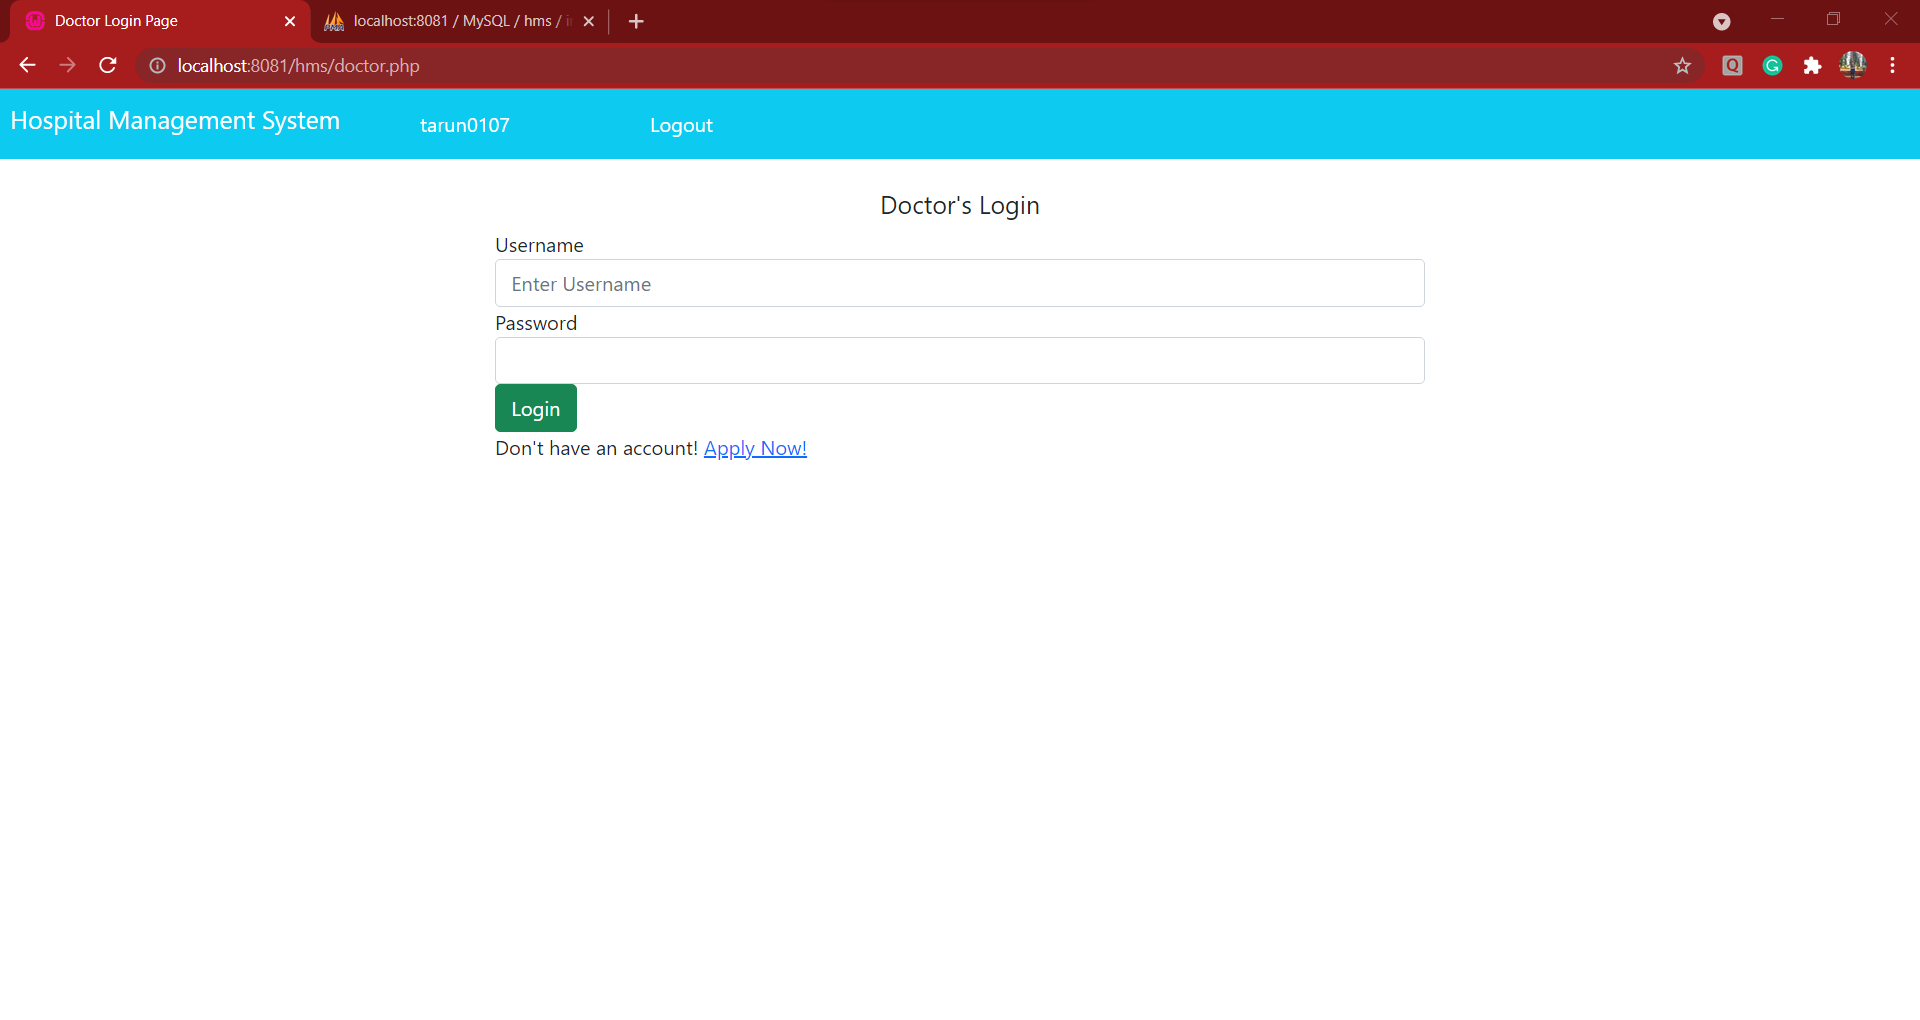 Doctor Login Page
localhost:8081 / MySQL / hms /
localhost:8081/hms/doctor.php
Hospital Management System
tarun0107
Logout
Doctor's Login
Username
Enter Username
Password
Login
Don't have an account! Apply Now!